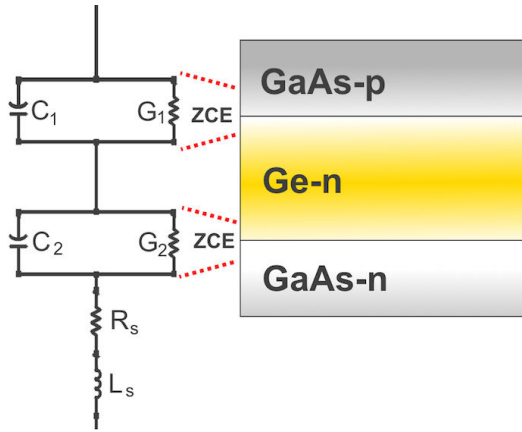 GaAs-p
C1
G1
ZCE
Ge-n
C2
G2
ZCE
GaAs-n
Rs
Ls